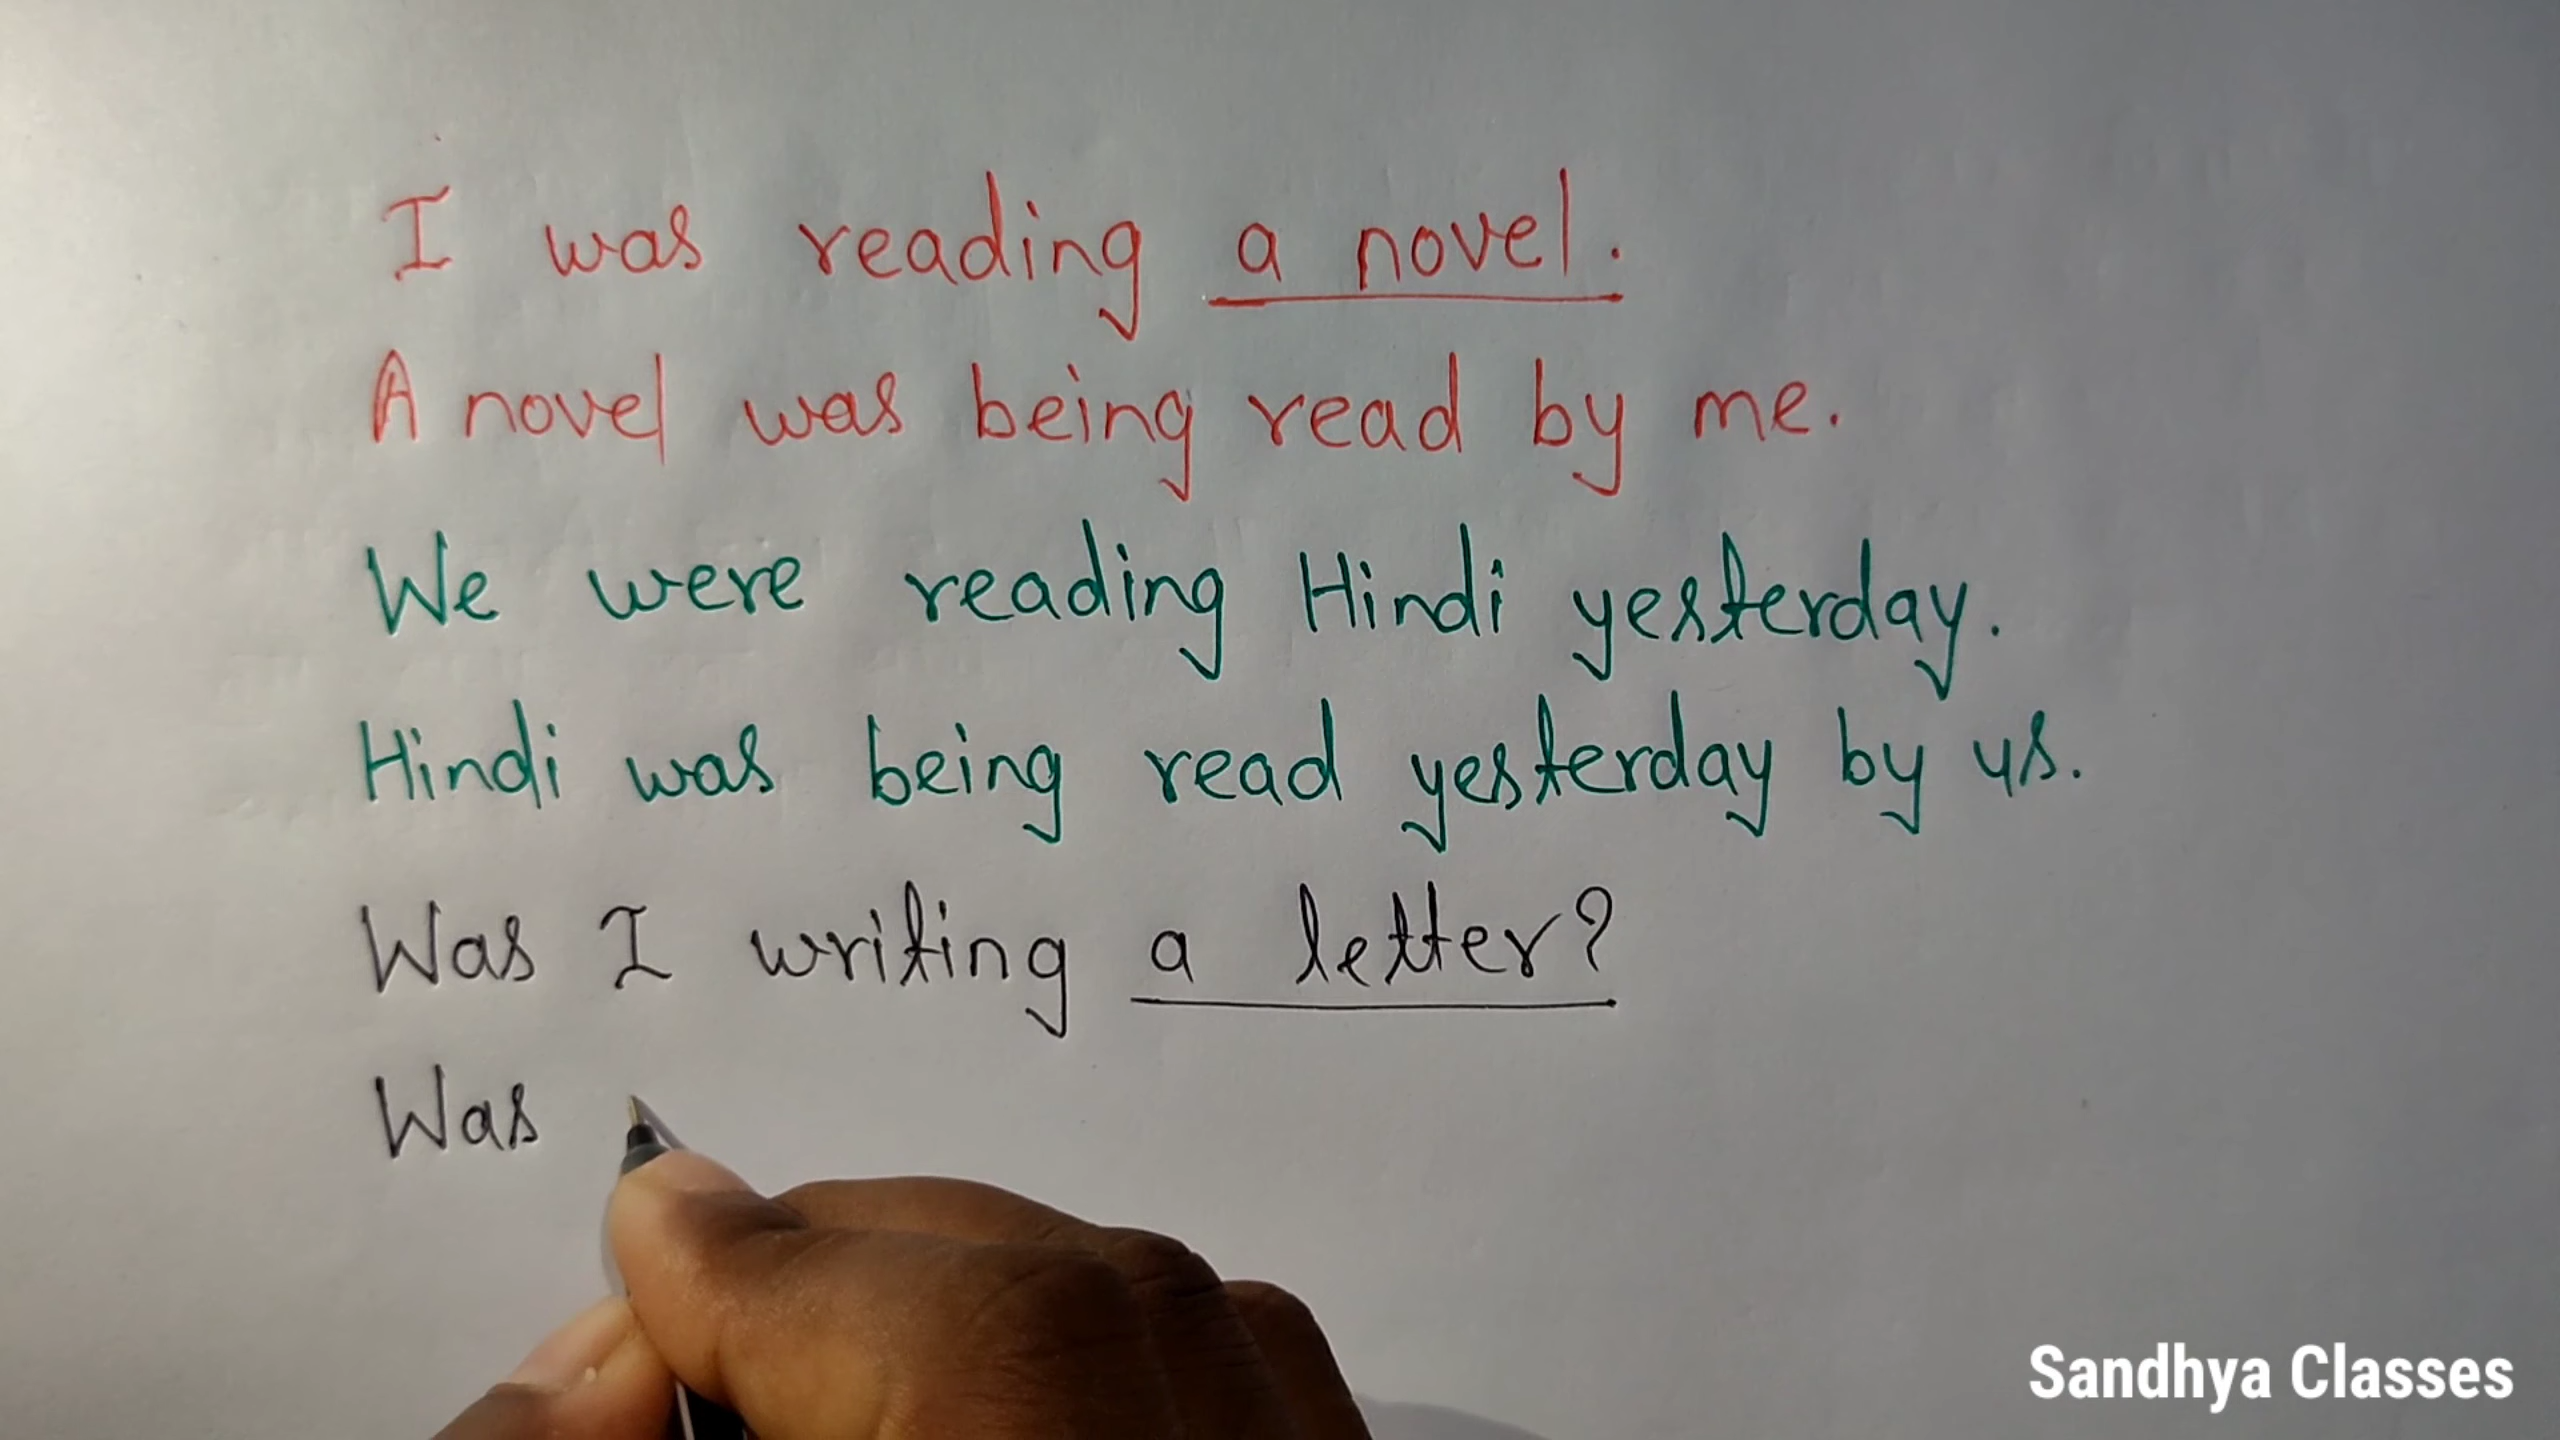 I was reading a novel.
A novel was being read by me.
We were reading Hindi yesterday.
Hindi was being read yesterday by us.
Was I writing a letter?
Was
Sandhya Classes